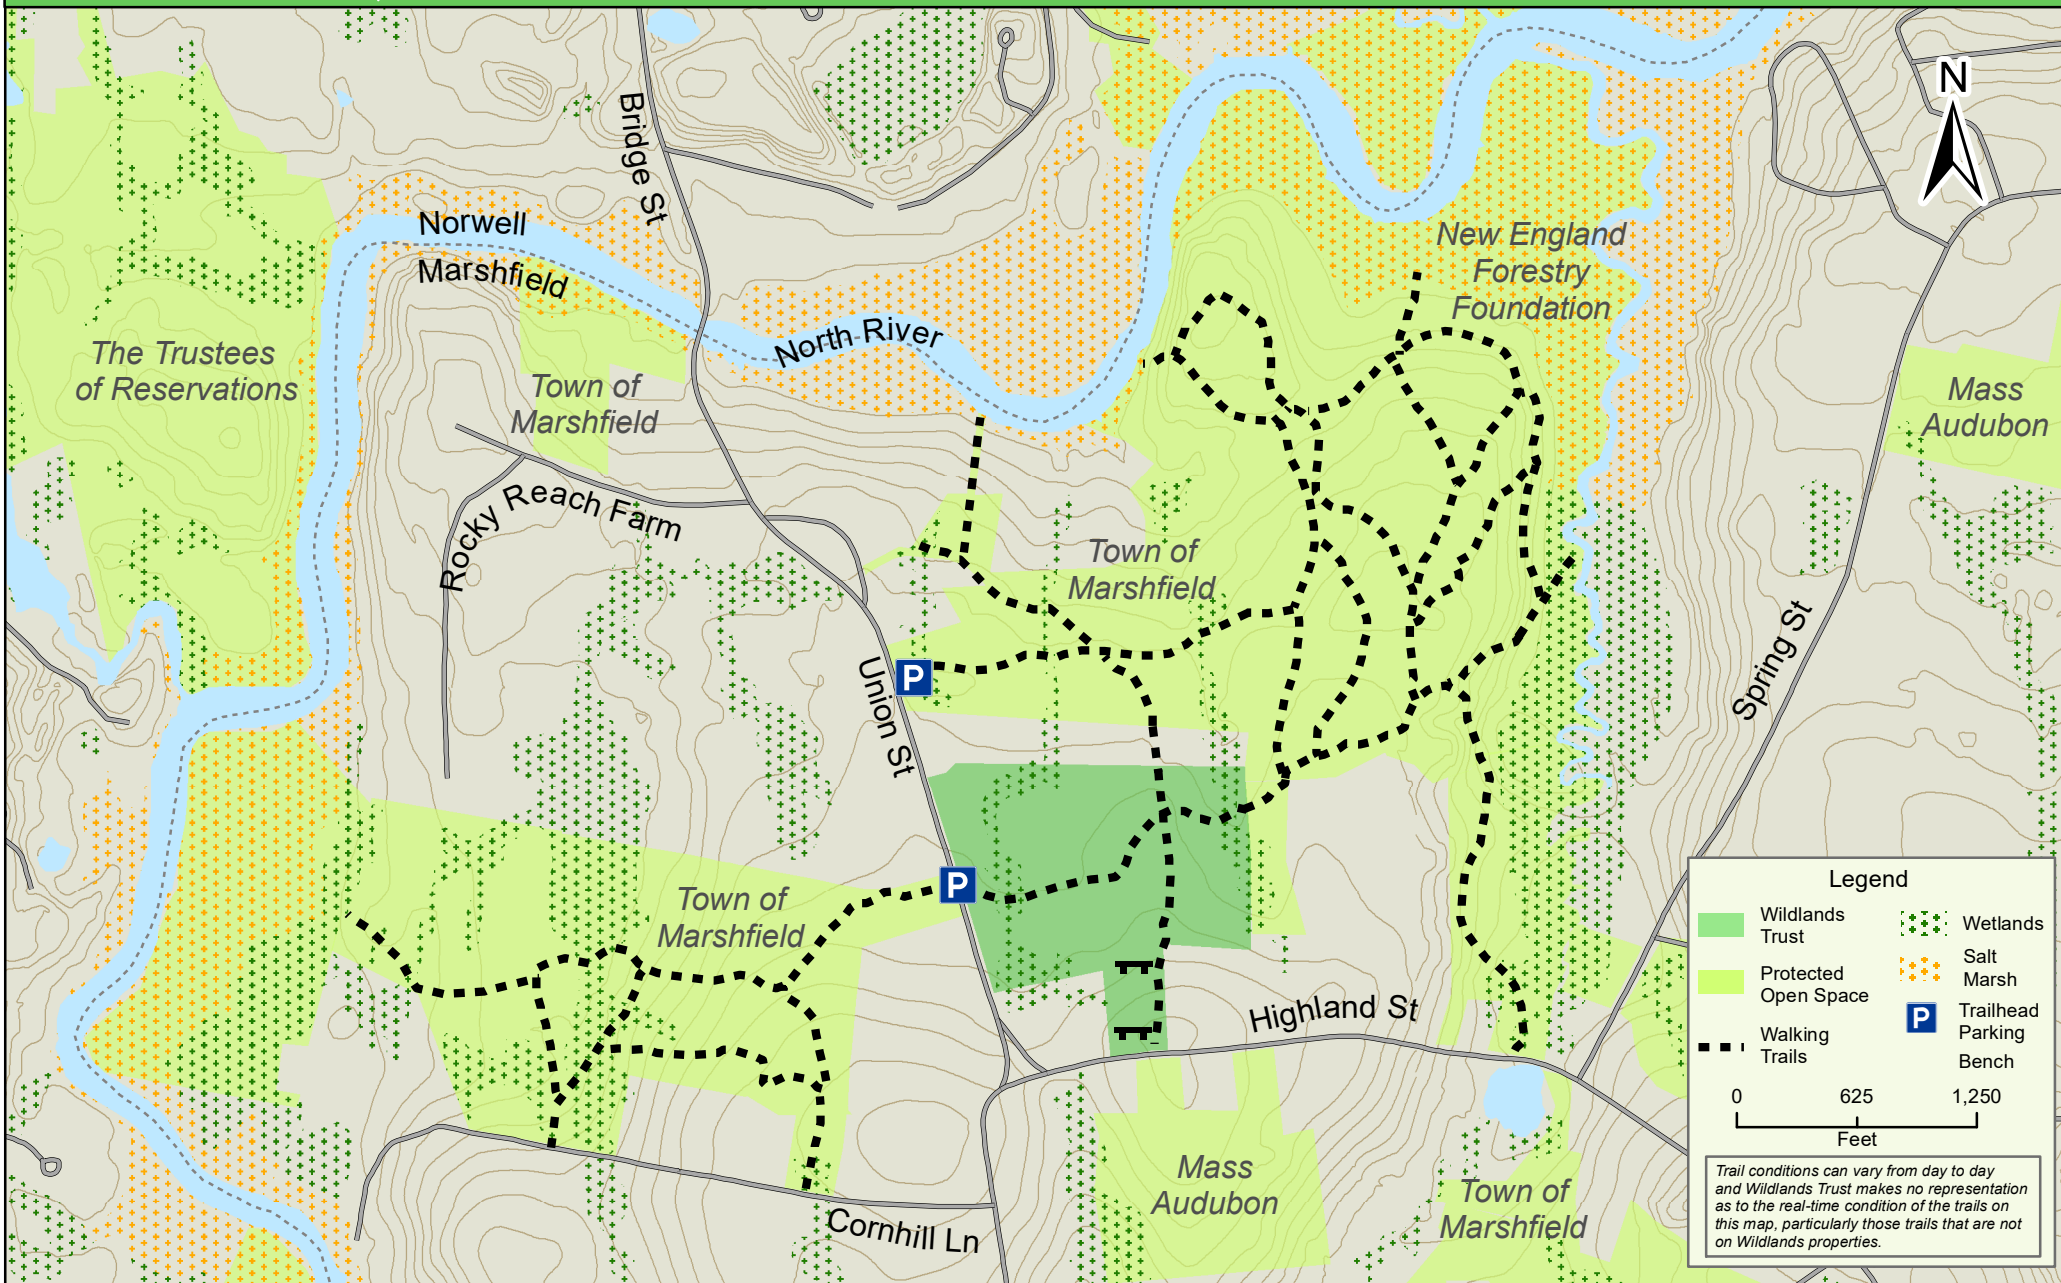 N
Bridge St
Norwell
Marshfield
New England
Forestry
Foundation
North River
The Trustees
of Reservations
Town of
Marshfield
Mass
Audubon
Rocky Reach Farm
Town of
Marshfield
Spring St
P
Union St
P
Town of
Marshfield
Highland St
Mass
Audubon
Town of
Marshfield
Cornhill Ln
Legend
Wildlands
Trust
Protected
Open Space
Walking
Trails
Wetlands
Salt
Marsh
P
Trailhead
Parking
Bench
0 625 1,250
Feet
Trail conditions can vary from day to day
and Wildlands Trust makes no representation
as to the real-time condition of the trails on
this map, particularly those trails that are not
on Wildlands properties.